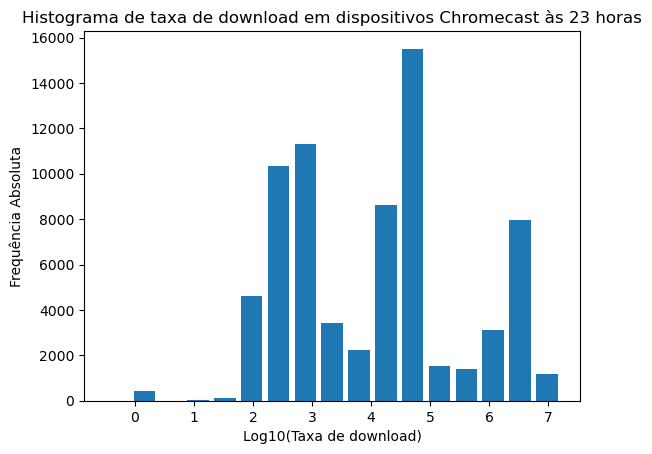 Histograma de taxa de download em dispositivos Chromecast às 23 horas
16000
14000
12000
10000
8000
6000
4000
2000
0
Frequência Absoluta
0 1 2 3 4 5 6 7
Log10(Taxa de download)